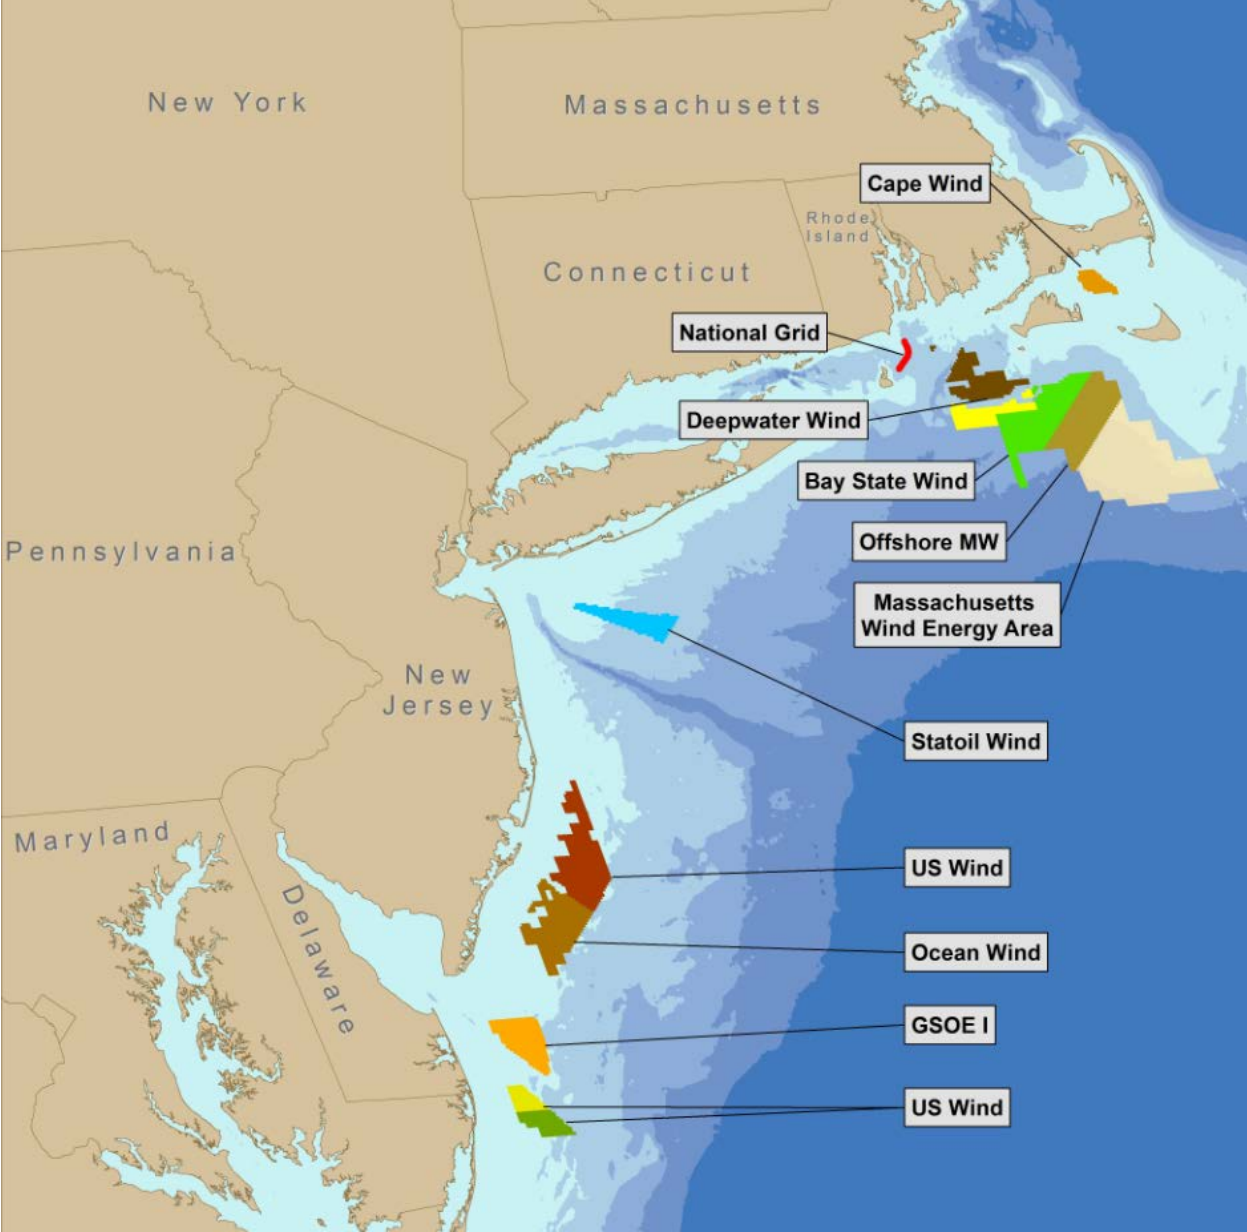 New York
Massachusetts
Cape Wind
Rhode
Island
Connecticut
National Grid
Deepwater Wind
Bay State Wind
Offshore MW
Pennsylvania
Massachusetts
Wind Energy Area
New
Jersey
Statoil Wind
Maryland
US Wind
Delaware
Ocean Wind
GSOE I
US Wind